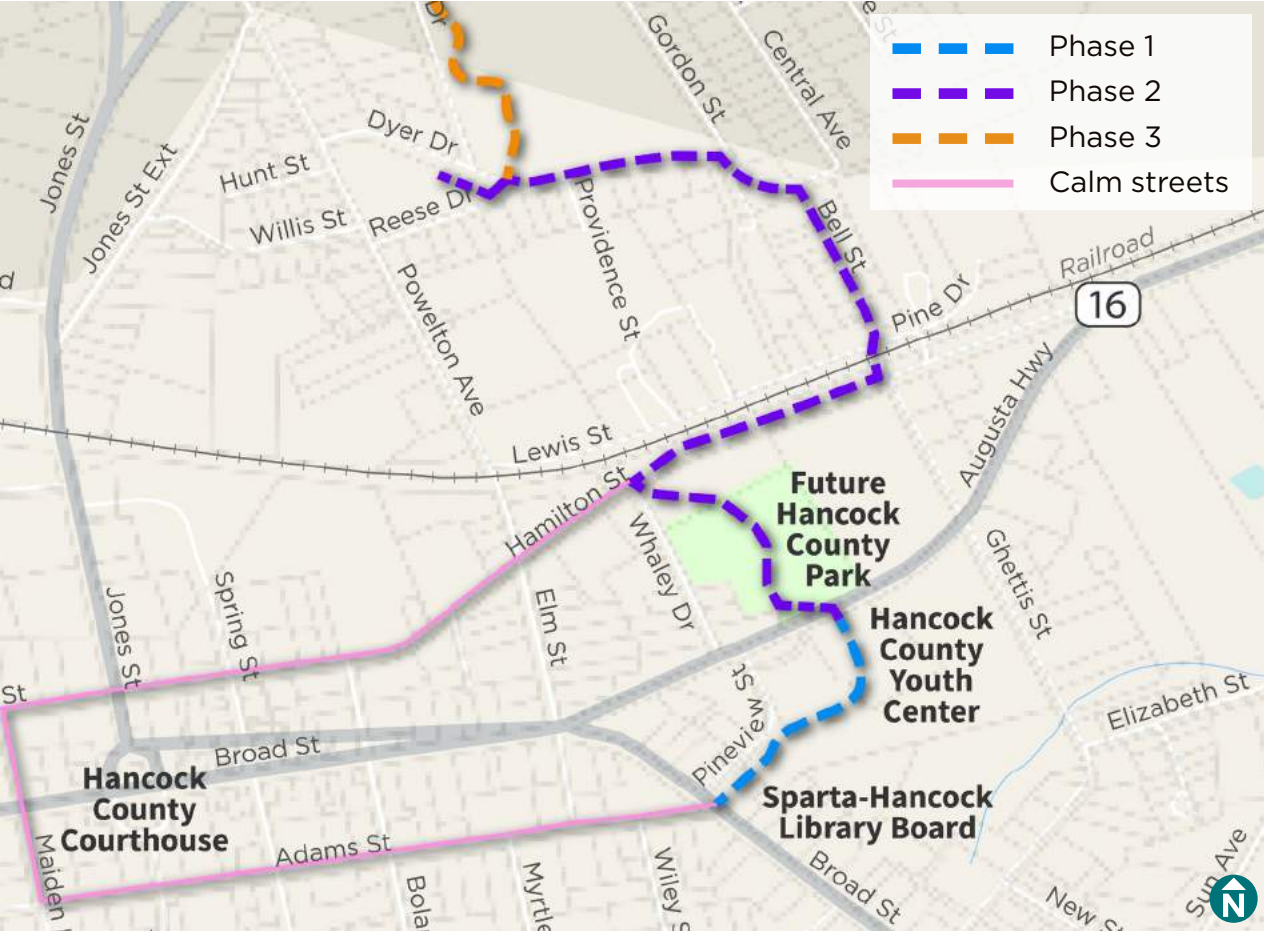 Dr
Gordon St
Central Ave
e St
Phase 1
Phase 2
Phase 3
Calm streets
Jones St
Jones St Ext
Dyer Dr
Hunt St
Willis St
Reese Dr
Providence St
Bell St
Pine Dr
Railroad
16
d
Powelton Ave
Augusta Hwy
Lewis St
Hamilton St
Future
Hancock
County
Park
Whaley Dr
Ghettis St
Jones St
Spring St
Elm St
Hancock
County
Youth
Center
St
Pineview St
Elizabeth St
Broad St
Hancock
County
Courthouse
Sparta-Hancock
Library Board
Maiden
Adams St
Bola
Myrtle
Wiley S
Broad St
New St
Sun Ave
N